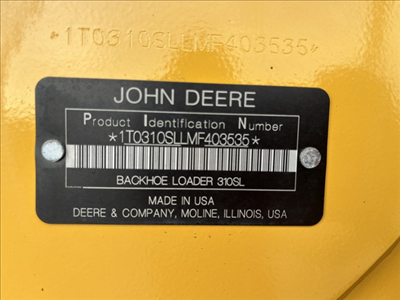 *1T0310SLLMF403535*
JOHN DEERE
Product Identification Number
*1T0310SLLMF403535*
BACKHOE LOADER 310SL
MADE IN USA
DEERE & COMPANY, MOLINE, ILLINOIS, USA